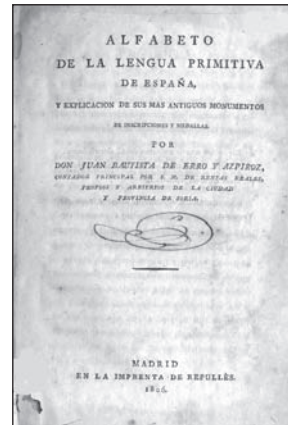 ALFABETO
DE LA LENGUA PRIMITIVA
DE ESPAÑA,
Y EXPLICACION DE SUS MAS ANTIGUOS MONUMENTOS
DE INSCRIPCIONES Y MEDALLAS.
POR
DON JUAN BAUTISTA DE ERRO Y AZPIROZ,
CONTADOR PRINCIPAL POR S. M. DE RENTAS REALES,
PROPIOS Y ARBITRIOS DE LA CIUDAD
Y PROVINCIA DE SORIA.
MADRID
EN LA IMPRENTA DE REPULLÉS.
1806.